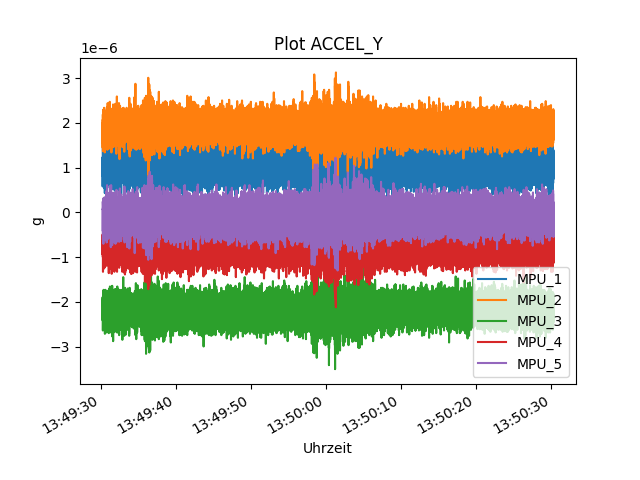 Plot ACCEL_Y
1e−6
3
2
1
0
−1
−2
−3
g
13:49:30
13:49:40
13:49:50
13:50:00
13:50:10
13:50:20
13:50:30
Uhrzeit
MPU_1
MPU_2
MPU_3
MPU_4
MPU_5